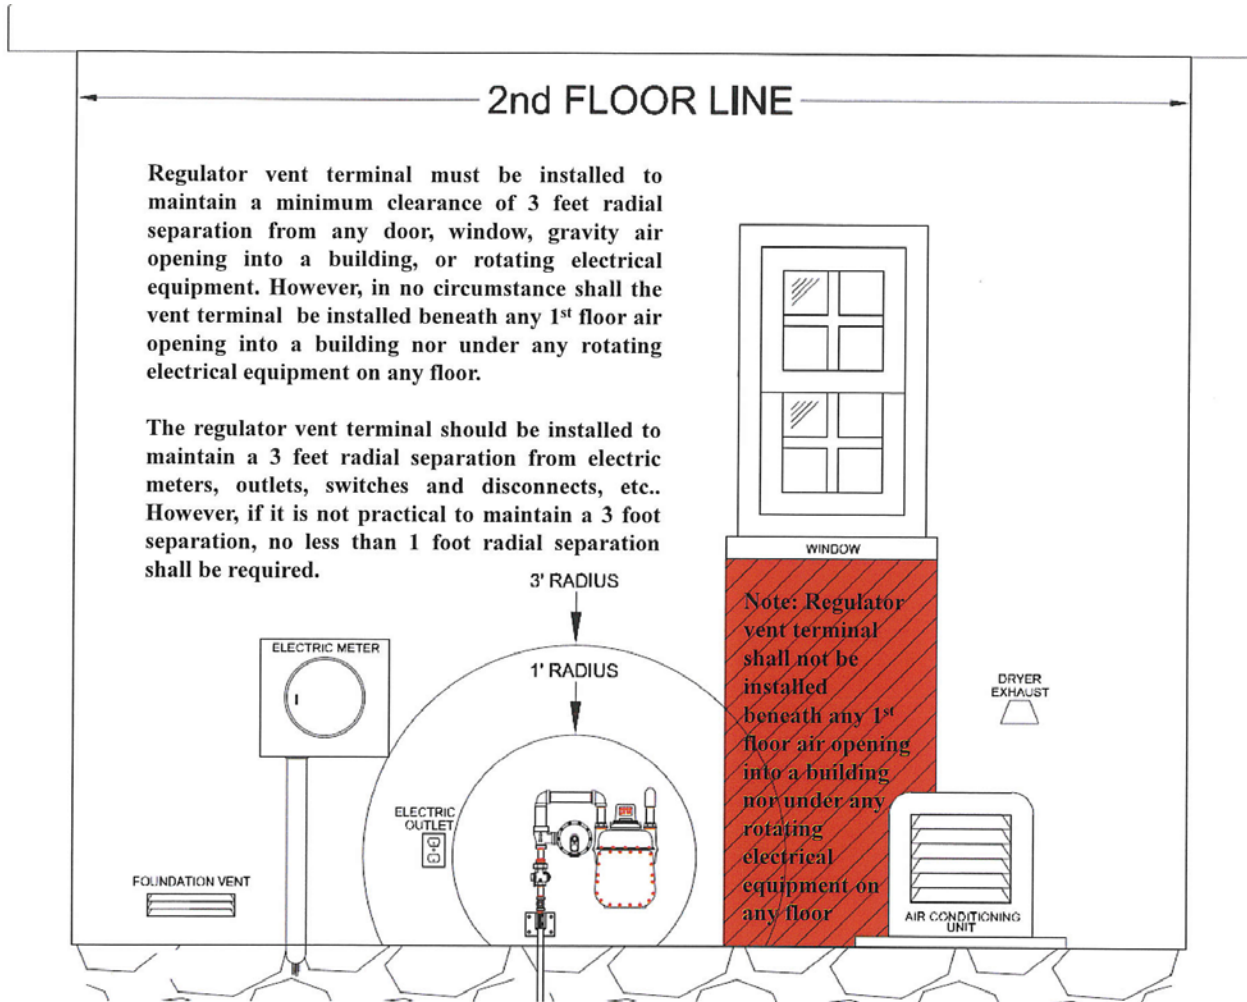 2nd FLOOR LINE
Regulator vent terminal must be installed to
maintain a minimum clearance of 3 feet radial
separation from any door, window, gravity air
opening into a building, or rotating electrical
equipment. However, in no circumstance shall the
vent terminal be installed beneath any 1st floor air
opening into a building nor under any rotating
electrical equipment on any floor.
The regulator vent terminal should be installed to
maintain a 3 feet radial separation from electric
meters, outlets, switches and disconnects, etc..
However, if it is not practical to maintain a 3 foot
separation, no less than 1 foot radial separation
shall be required.
WINDOW
3' RADIUS
1' RADIUS
ELECTRIC METER
Note: Regulator
vent terminal
shall not be
installed
beneath any 1st
floor air opening
into a building
nor under any
rotating
electrical
equipment on
any floor
DRYER
EXHAUST
ELECTRIC
OUTLET
FOUNDATION VENT
AIR CONDITIONING
UNIT